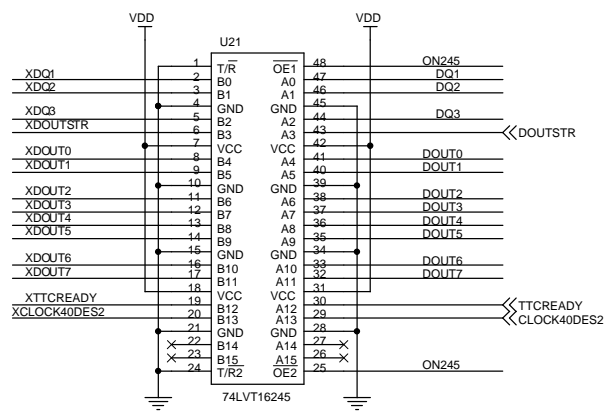 VDD VDD
U21
1 T/R OE1 48 ON245
XDQ1 2 B0 A0 47 DQ1
XDQ2 3 B1 A1 46 DQ2
4 GND GND 45
XDQ3 5 B2 A2 44 DQ3
XDOUTSTR 6 B3 A3 43 DOUTSTR
7 VCC VCC 42
XDOUT0 8 B4 A4 41 DOUT0
XDOUT1 9 B5 A5 40 DOUT1
10 GND GND 39
XDOUT2 11 B6 A6 38 DOUT2
XDOUT3 12 B7 A7 37 DOUT3
XDOUT4 13 B8 A8 36 DOUT4
XDOUT5 14 B9 A9 35 DOUT5
15 GND GND 34
XDOUT6 16 B10 A10 33 DOUT6
XDOUT7 17 B11 A11 32 DOUT7
18 VCC VCC 31
XTTCREADY 19 B12 A12 30 TTCREADY
XCLOCK40DES2 20 B13 A13 29 CLOCK40DES2
21 GND GND 28
22 B14 A14 27
23 B15 A15 26
24 T/R2 OE2 25 ON245
74LVT16245